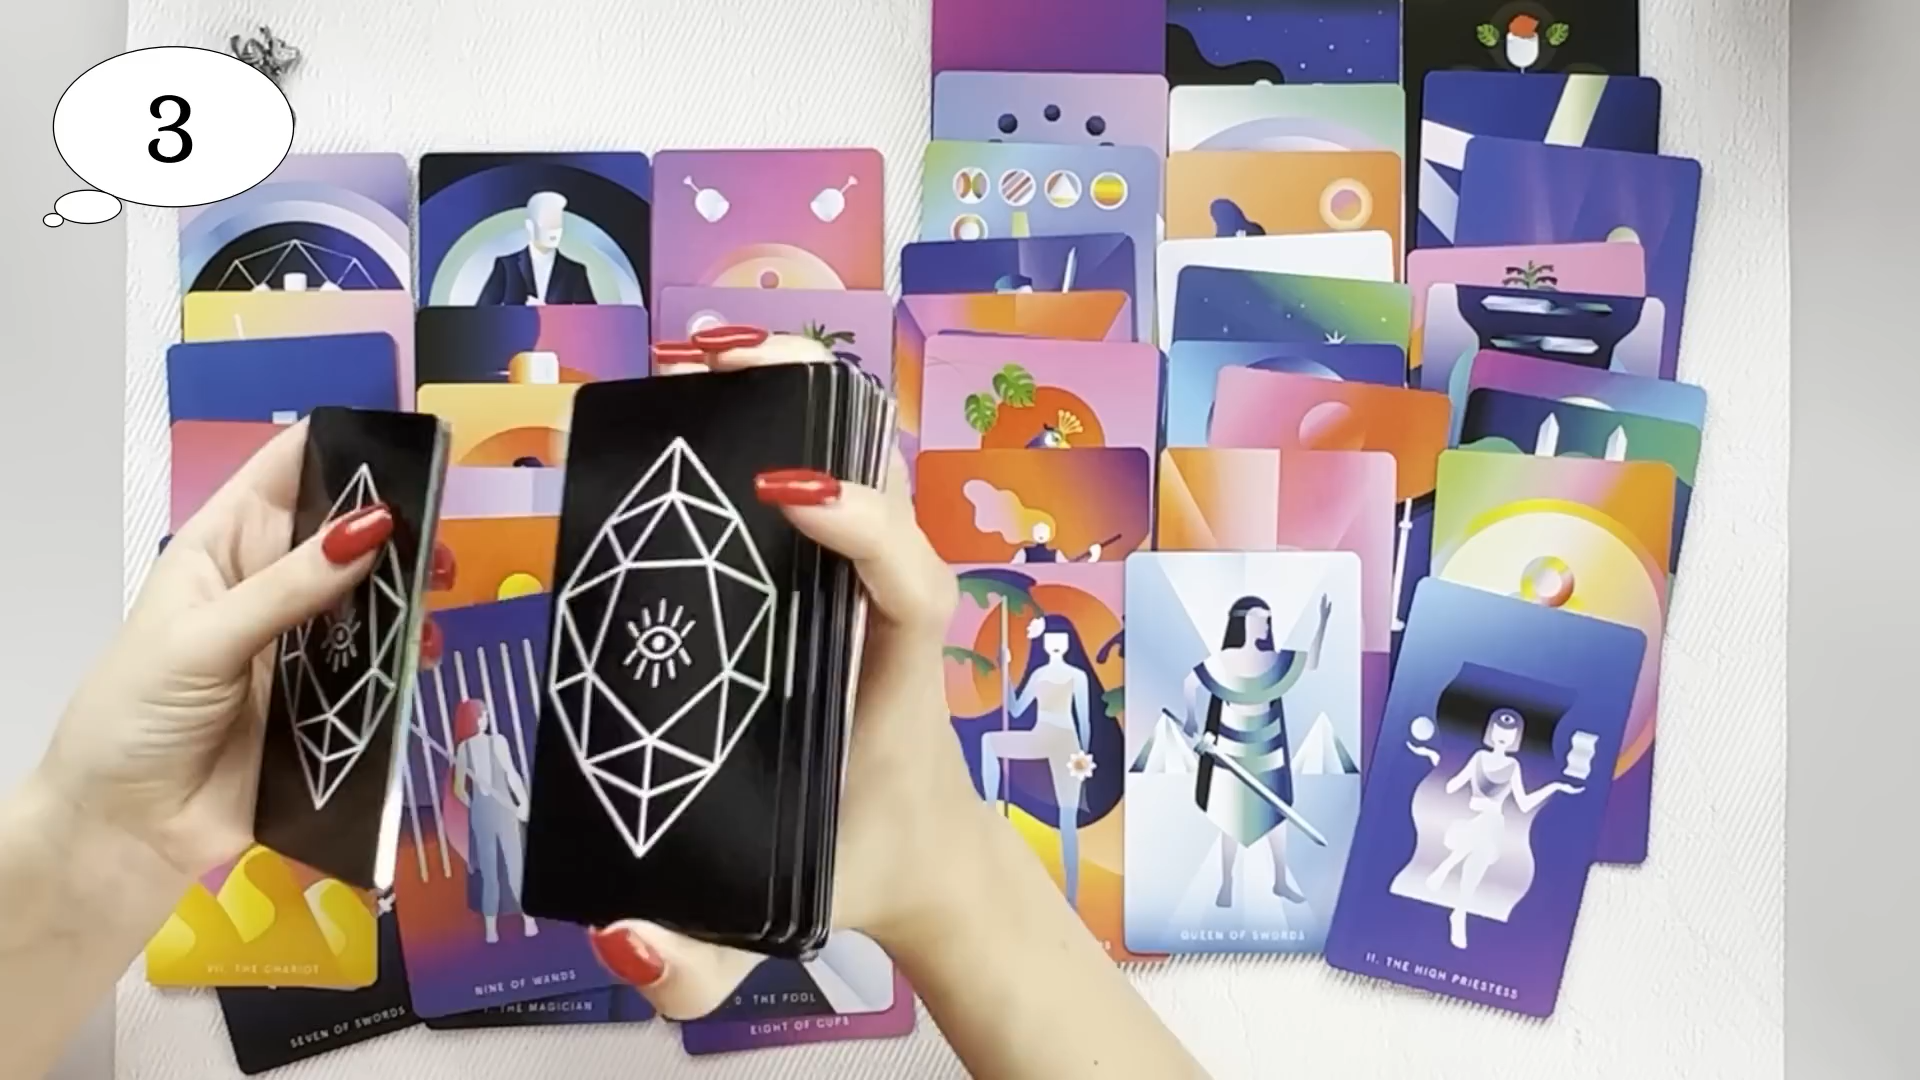 3
VII. THE CHARIOT
SEVEN OF SWORDS
NINE OF WANDS
I. THE MAGICIAN
0 THE FOOL
EIGHT OF CUPS
QUEEN OF SWORDS
II. THE HIGH PRIESTESS